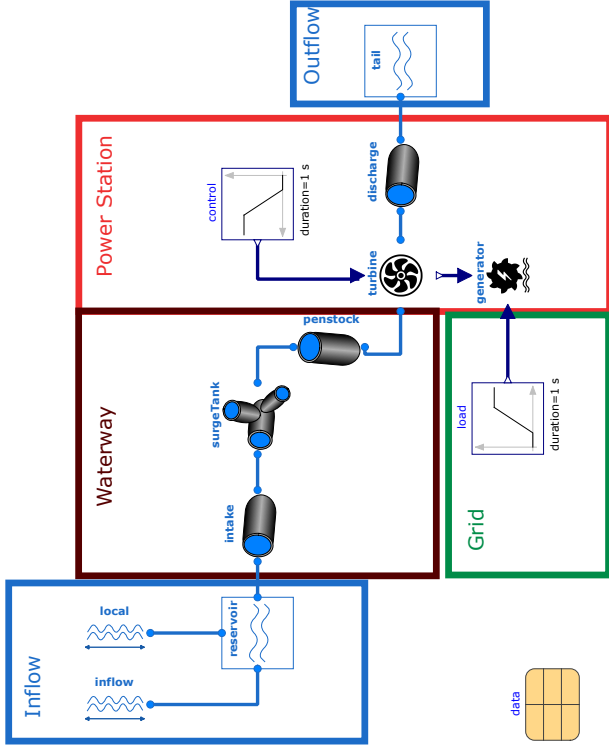 Outflow
tail
Power Station
control
duration=1 s
discharge
turbine
generator
penstock
Waterway
surgeTank
intake
load
duration=1 s
Grid
Inflow
local
reservoir
inflow
data